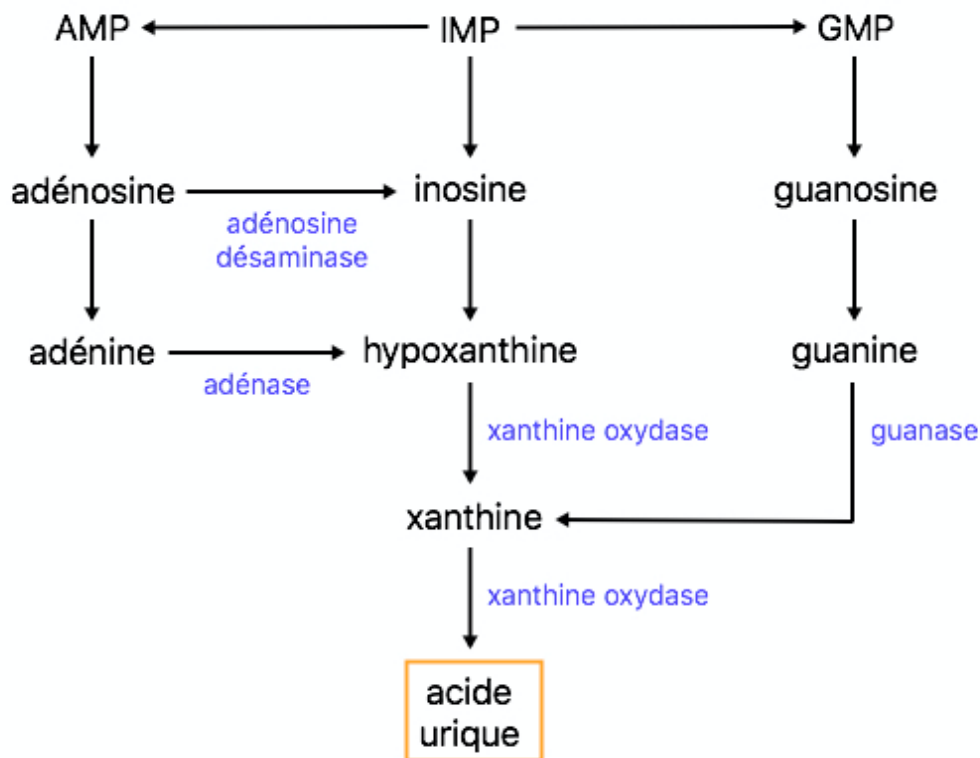 AMP
IMP
GMP
adénosine
inosine
guanosine
adénosine
désaminase
adénine
hypoxanthine
guanine
adénase
xanthine oxydase
guanase
xanthine
xanthine oxydase
acide
urique